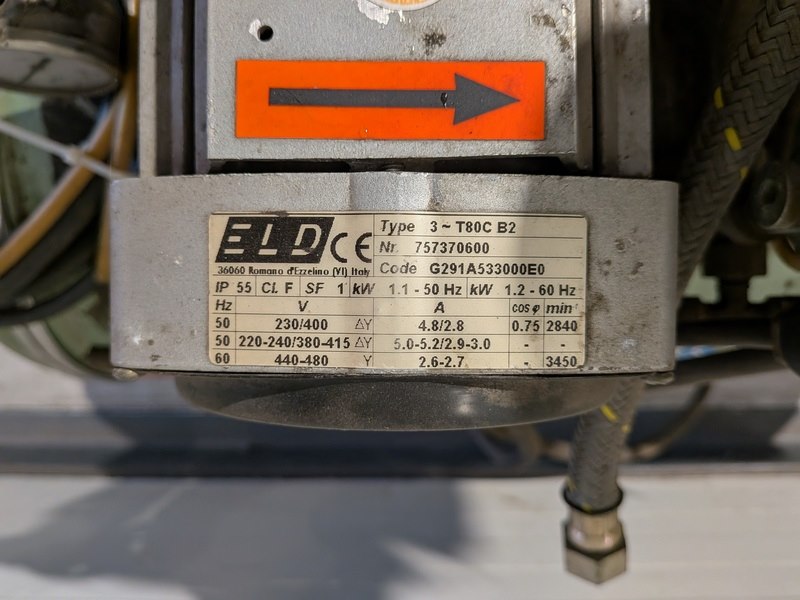 ELD CE
36060 Romano d'Ezzelino (VI) Italy
Type 3 ~ T80C B2
Nr. 757370600
Code G291A533000E0
IP 55 Cl. F SF 1 kW 1.1 - 50 Hz kW 1.2 - 60 Hz
Hz V A cos φ min⁻¹
50 230/400 △Y 4.8/2.8 0.75 2840
50 220-240/380-415 △Y 5.0-5.2/2.9-3.0 - -
60 440-480 Y 2.6-2.7 - 3450